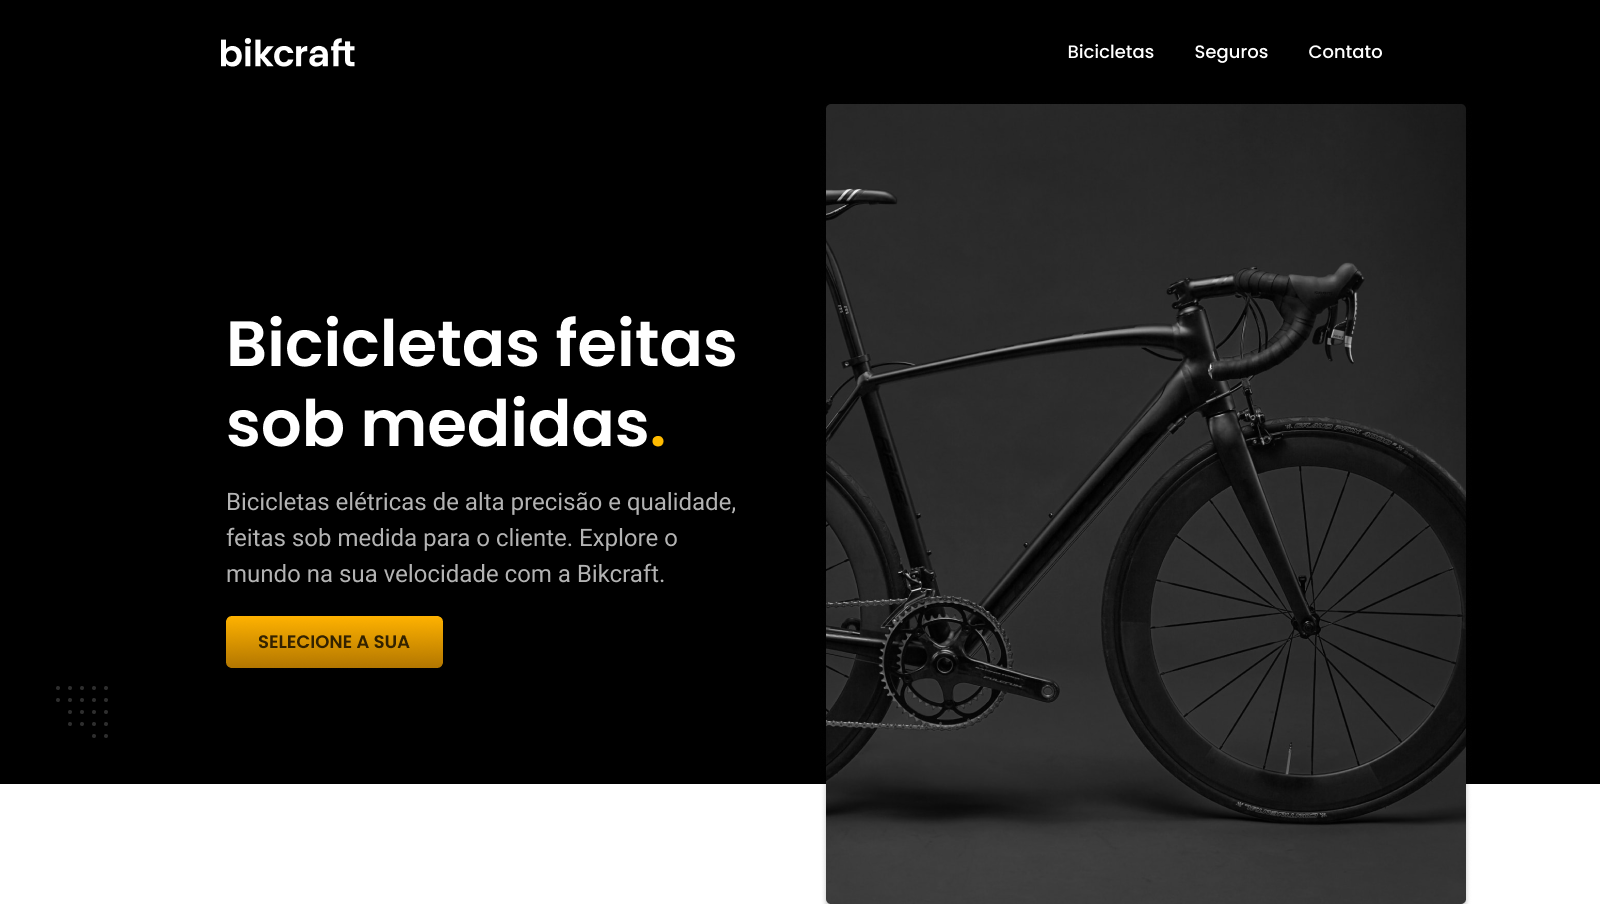 bikcraft
Bicicletas
Seguros
Contato
Bicicletas feitas
sob medidas.
Bicicletas elétricas de alta precisão e qualidade,
feitas sob medida para o cliente. Explore o
mundo na sua velocidade com a Bikcraft.
SELECIONE A SUA